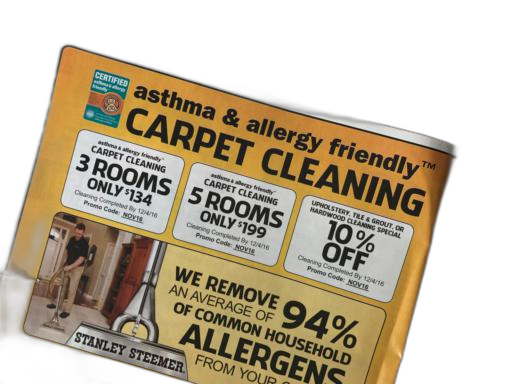 CERTIFIED
asthma & allergy
friendly
asthma & allergy friendly™
CARPET CLEANING
asthma & allergy friendly™
CARPET CLEANING
3 ROOMS
ONLY $134
Cleaning Completed By 12/4/16
Promo Code: NOV16
asthma & allergy friendly™
CARPET CLEANING
5 ROOMS
ONLY $199
Cleaning Completed By 12/4/16
Promo Code: NOV16
UPHOLSTERY, TILE & GROUT, OR
HARDWOOD CLEANING SPECIAL
10%
OFF
Cleaning Completed By 12/4/16
Promo Code: NOV16
WE REMOVE
AN AVERAGE OF 94%
OF COMMON HOUSEHOLD
ALLERGENS
FROM YOUR
STANLEY STEEMER